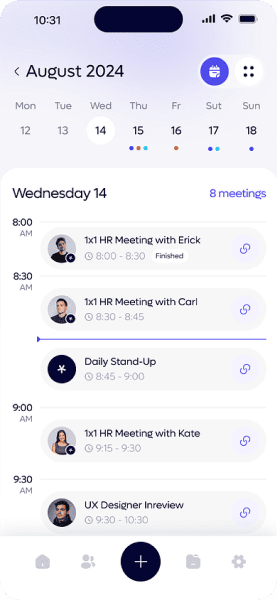 10:31
August 2024
Mon Tue Wed Thu Fr Sut Sun
12 13 14 15 16 17 18
Wednesday 14
8 meetings
8:00
AM
1x1 HR Meeting with Erick
8:00 - 8:30 Finished
8:30
AM
1x1 HR Meeting with Carl
8:30 - 8:45
Daily Stand-Up
8:45 - 9:00
9:00
AM
1x1 HR Meeting with Kate
9:15 - 9:30
9:30
AM
UX Designer Inreview
9:30 - 10:30